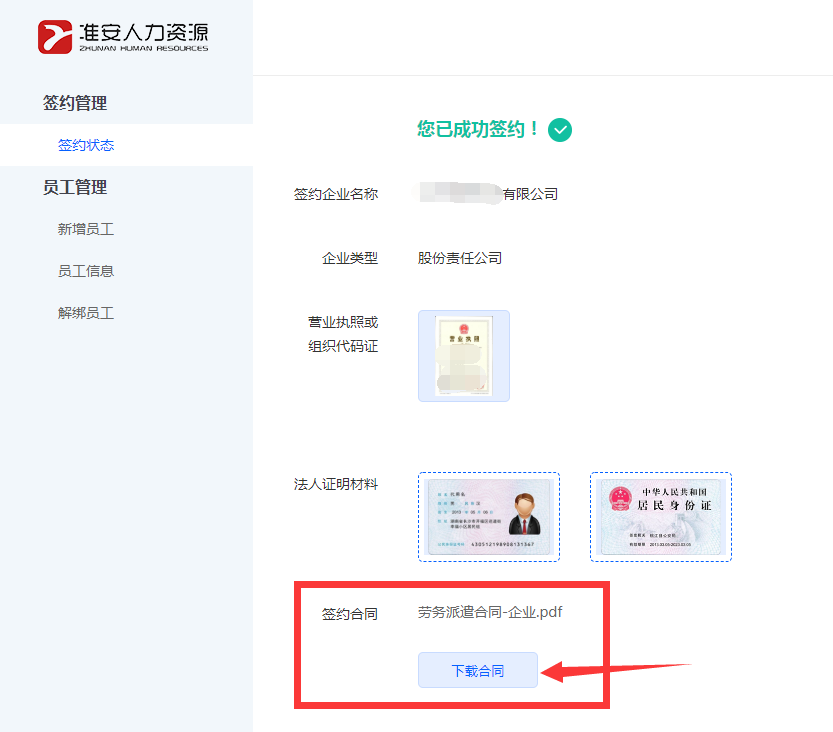 准安人力资源
ZHUNAN HUMAN RESOURCES
签约管理
签约状态
员工管理
新增员工
员工信息
解绑员工
您已成功签约！
签约企业名称
有限公司
企业类型
股份责任公司
营业执照或
组织代码证
营业执照
法人证明材料
中华人民共和国
居民身份证
签约合同
劳务派遣合同-企业.pdf
下载合同